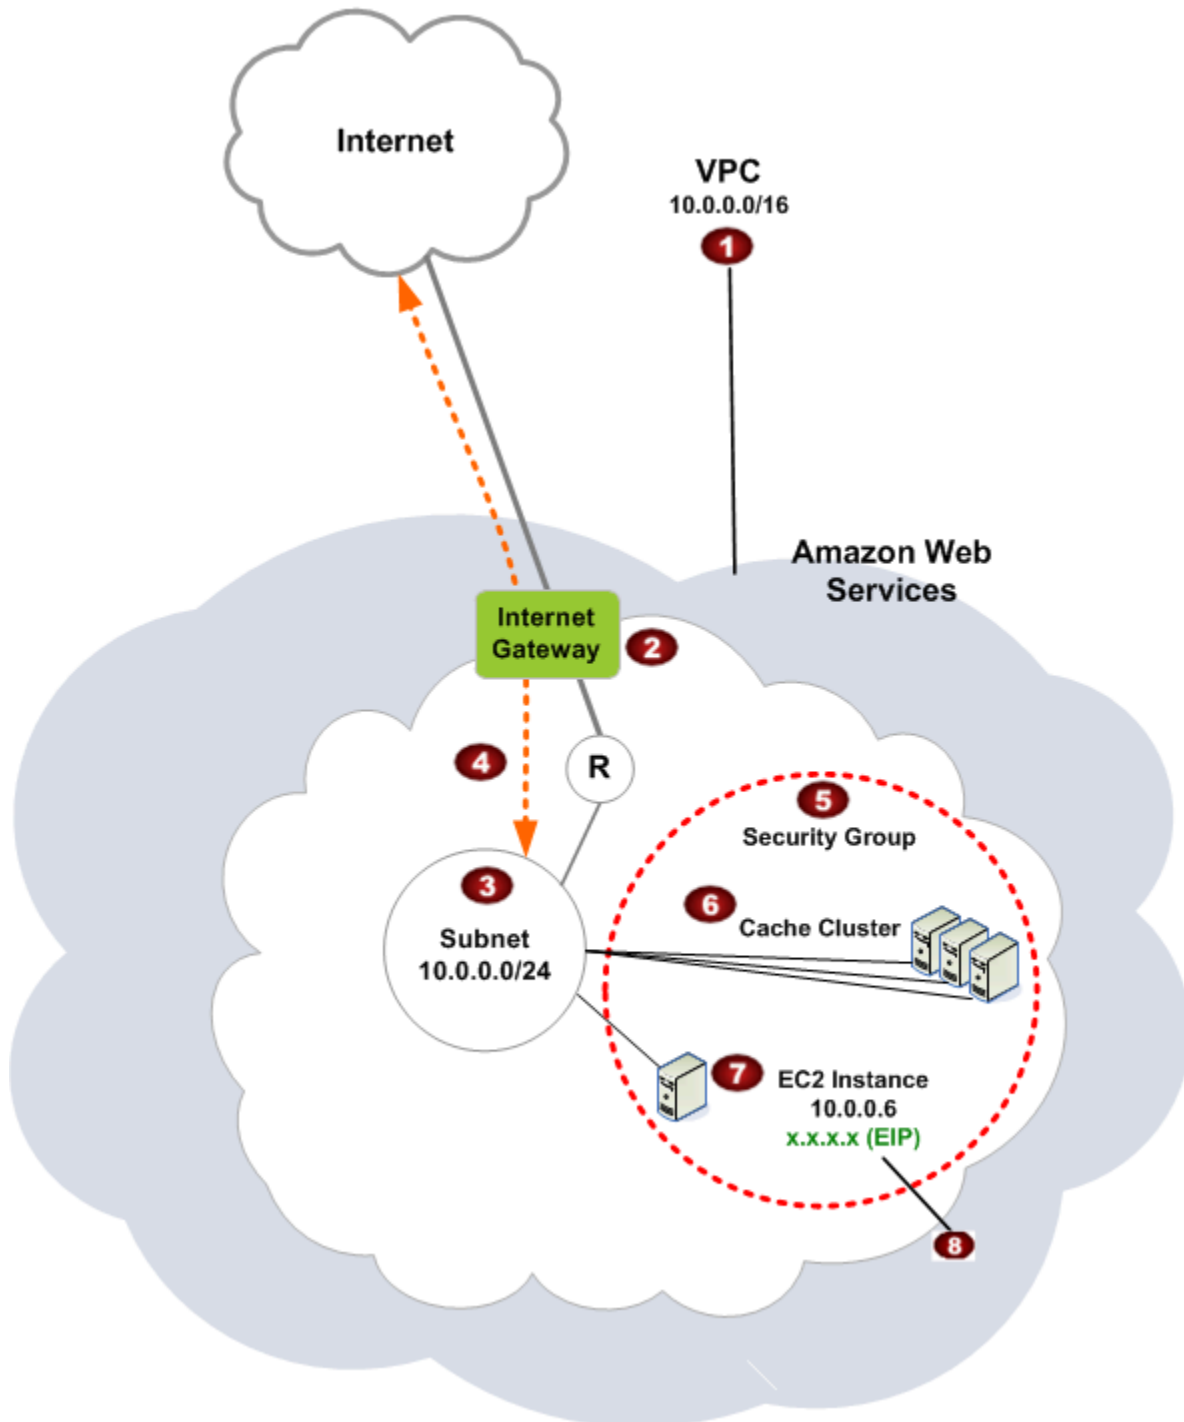 Internet
VPC
10.0.0.0/16
1
Amazon Web
Services
Internet
Gateway
2
4
R
5
Security Group
3
Subnet
10.0.0.0/24
6
Cache Cluster
7
EC2 Instance
10.0.0.6
x.x.x.x (EIP)
8